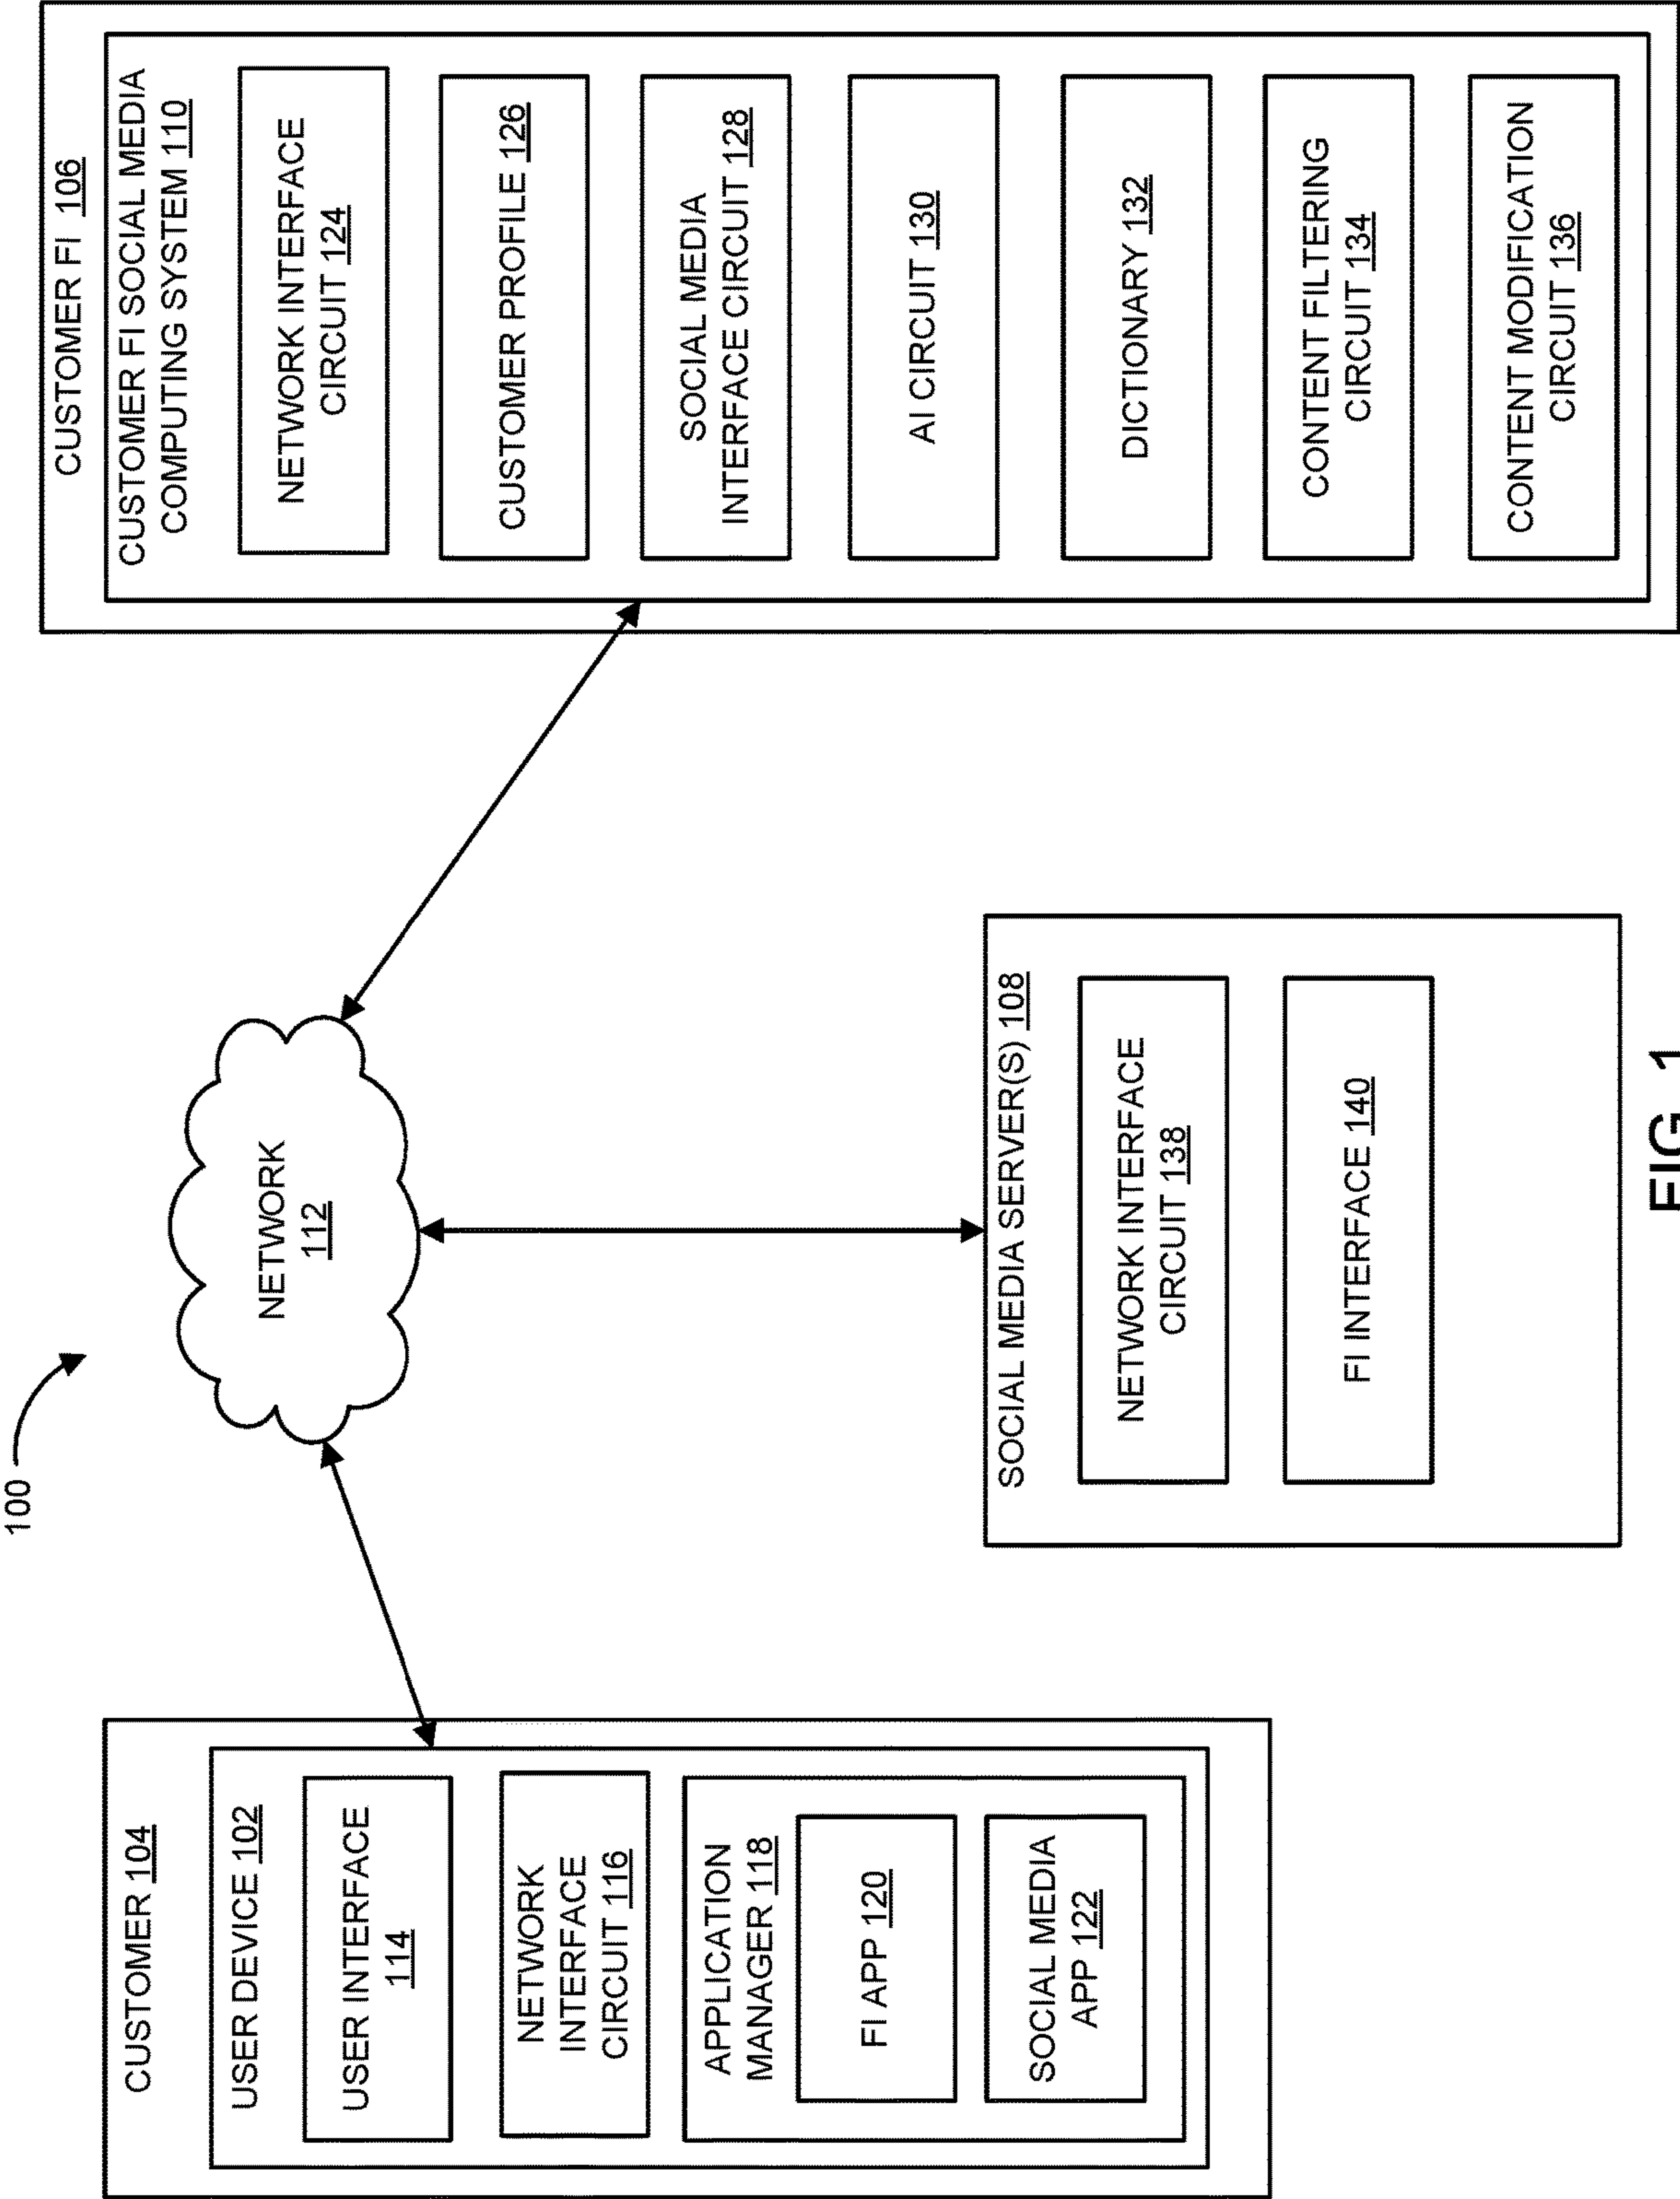 100
CUSTOMER 104
USER DEVICE 102
USER INTERFACE
114
NETWORK
INTERFACE
CIRCUIT 116
APPLICATION
MANAGER 118
FI APP 120
SOCIAL MEDIA
APP 122
NETWORK
112
SOCIAL MEDIA SERVER(S) 108
NETWORK INTERFACE
CIRCUIT 138
FI INTERFACE 140
CUSTOMER FI 106
CUSTOMER FI SOCIAL MEDIA
COMPUTING SYSTEM 110
NETWORK INTERFACE
CIRCUIT 124
CUSTOMER PROFILE 126
SOCIAL MEDIA
INTERFACE CIRCUIT 128
AI CIRCUIT 130
DICTIONARY 132
CONTENT FILTERING
CIRCUIT 134
CONTENT MODIFICATION
CIRCUIT 136
FIG. 1